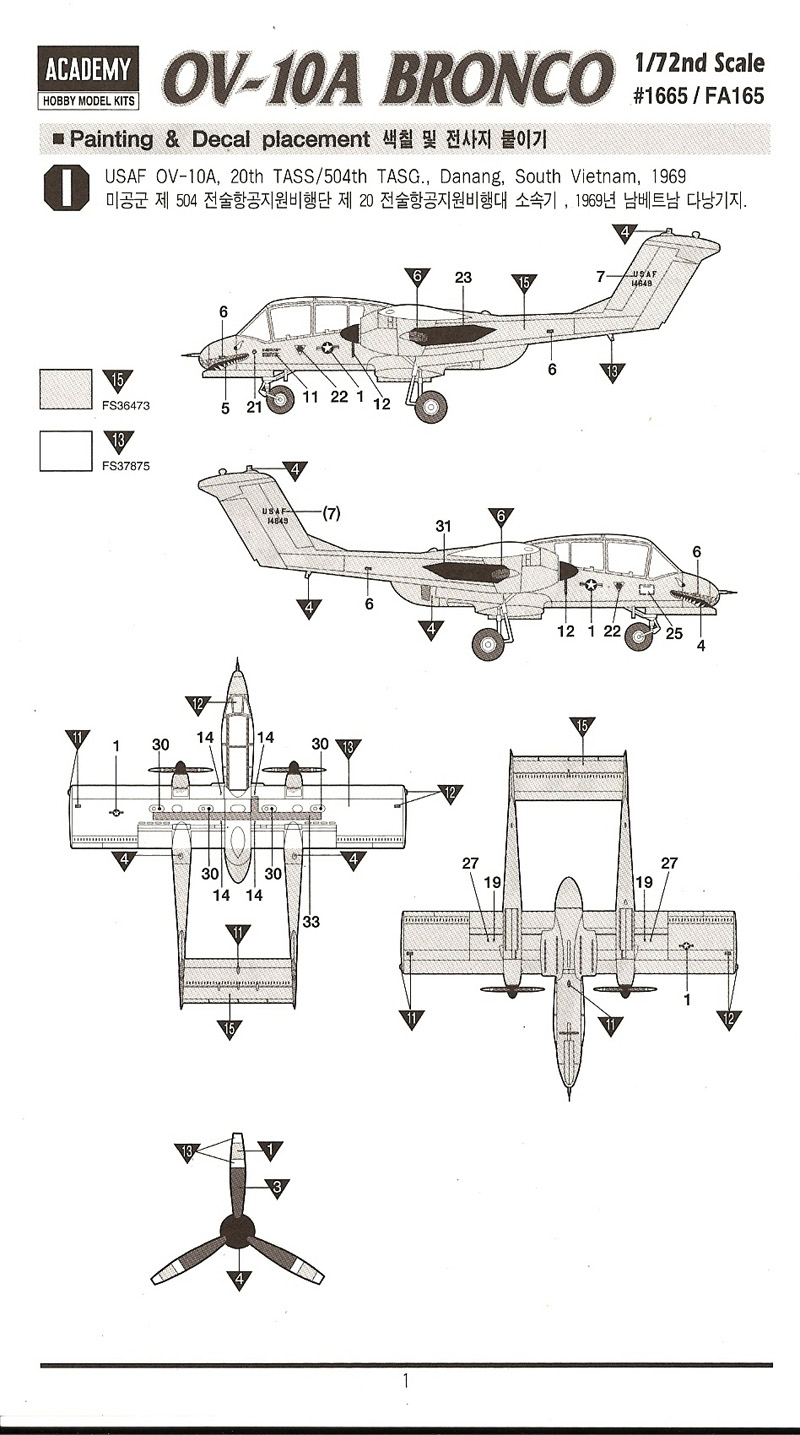 ACADEMY
HOBBY MODEL KITS
OV-10A BRONCO
1/72nd Scale
#1665 / FA165
■ Painting & Decal placement 색칠 및 전사지 붙이기
1
USAF OV-10A, 20th TASS/504th TASG., Danang, South Vietnam, 1969
미공군 제 504 전술항공지원비행단 제 20 전술항공지원비행대 소속기 , 1969년 남베트남 다낭기지.
4
6 23 15 7 USAF
14649
6
6
13
5 21 11 22 1 12
15
FS36473
13
FS37875
4
USAF
14649
(7)
31 6
6
6
4
4
12 1 22 25 4
12
11 1 30 14 14 30 13
12
4 4
30 30
14 14
33
11
15
15
27 27
19 19
1
11 11 12
13 1
3
4
1